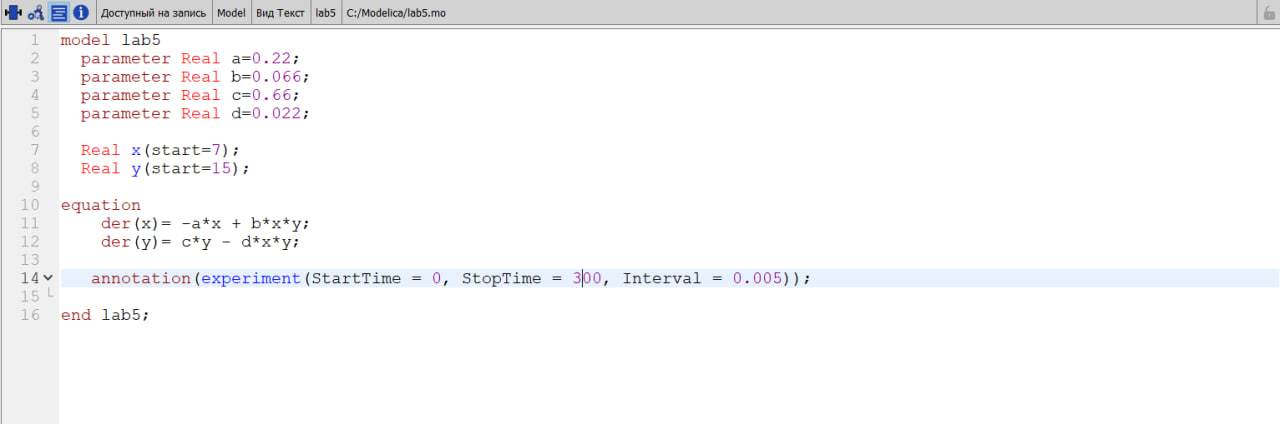 Доступный на запись Model Вид Текст lab5 C:/Modelica/lab5.mo
1 model lab5
2 parameter Real a=0.22;
3 parameter Real b=0.066;
4 parameter Real c=0.66;
5 parameter Real d=0.022;
6
7 Real x(start=7);
8 Real y(start=15);
9
10 equation
11 der(x)= -a*x + b*x*y;
12 der(y)= c*y - d*x*y;
13
14 annotation(experiment(StartTime = 0, StopTime = 300, Interval = 0.005));
15
16 end lab5;